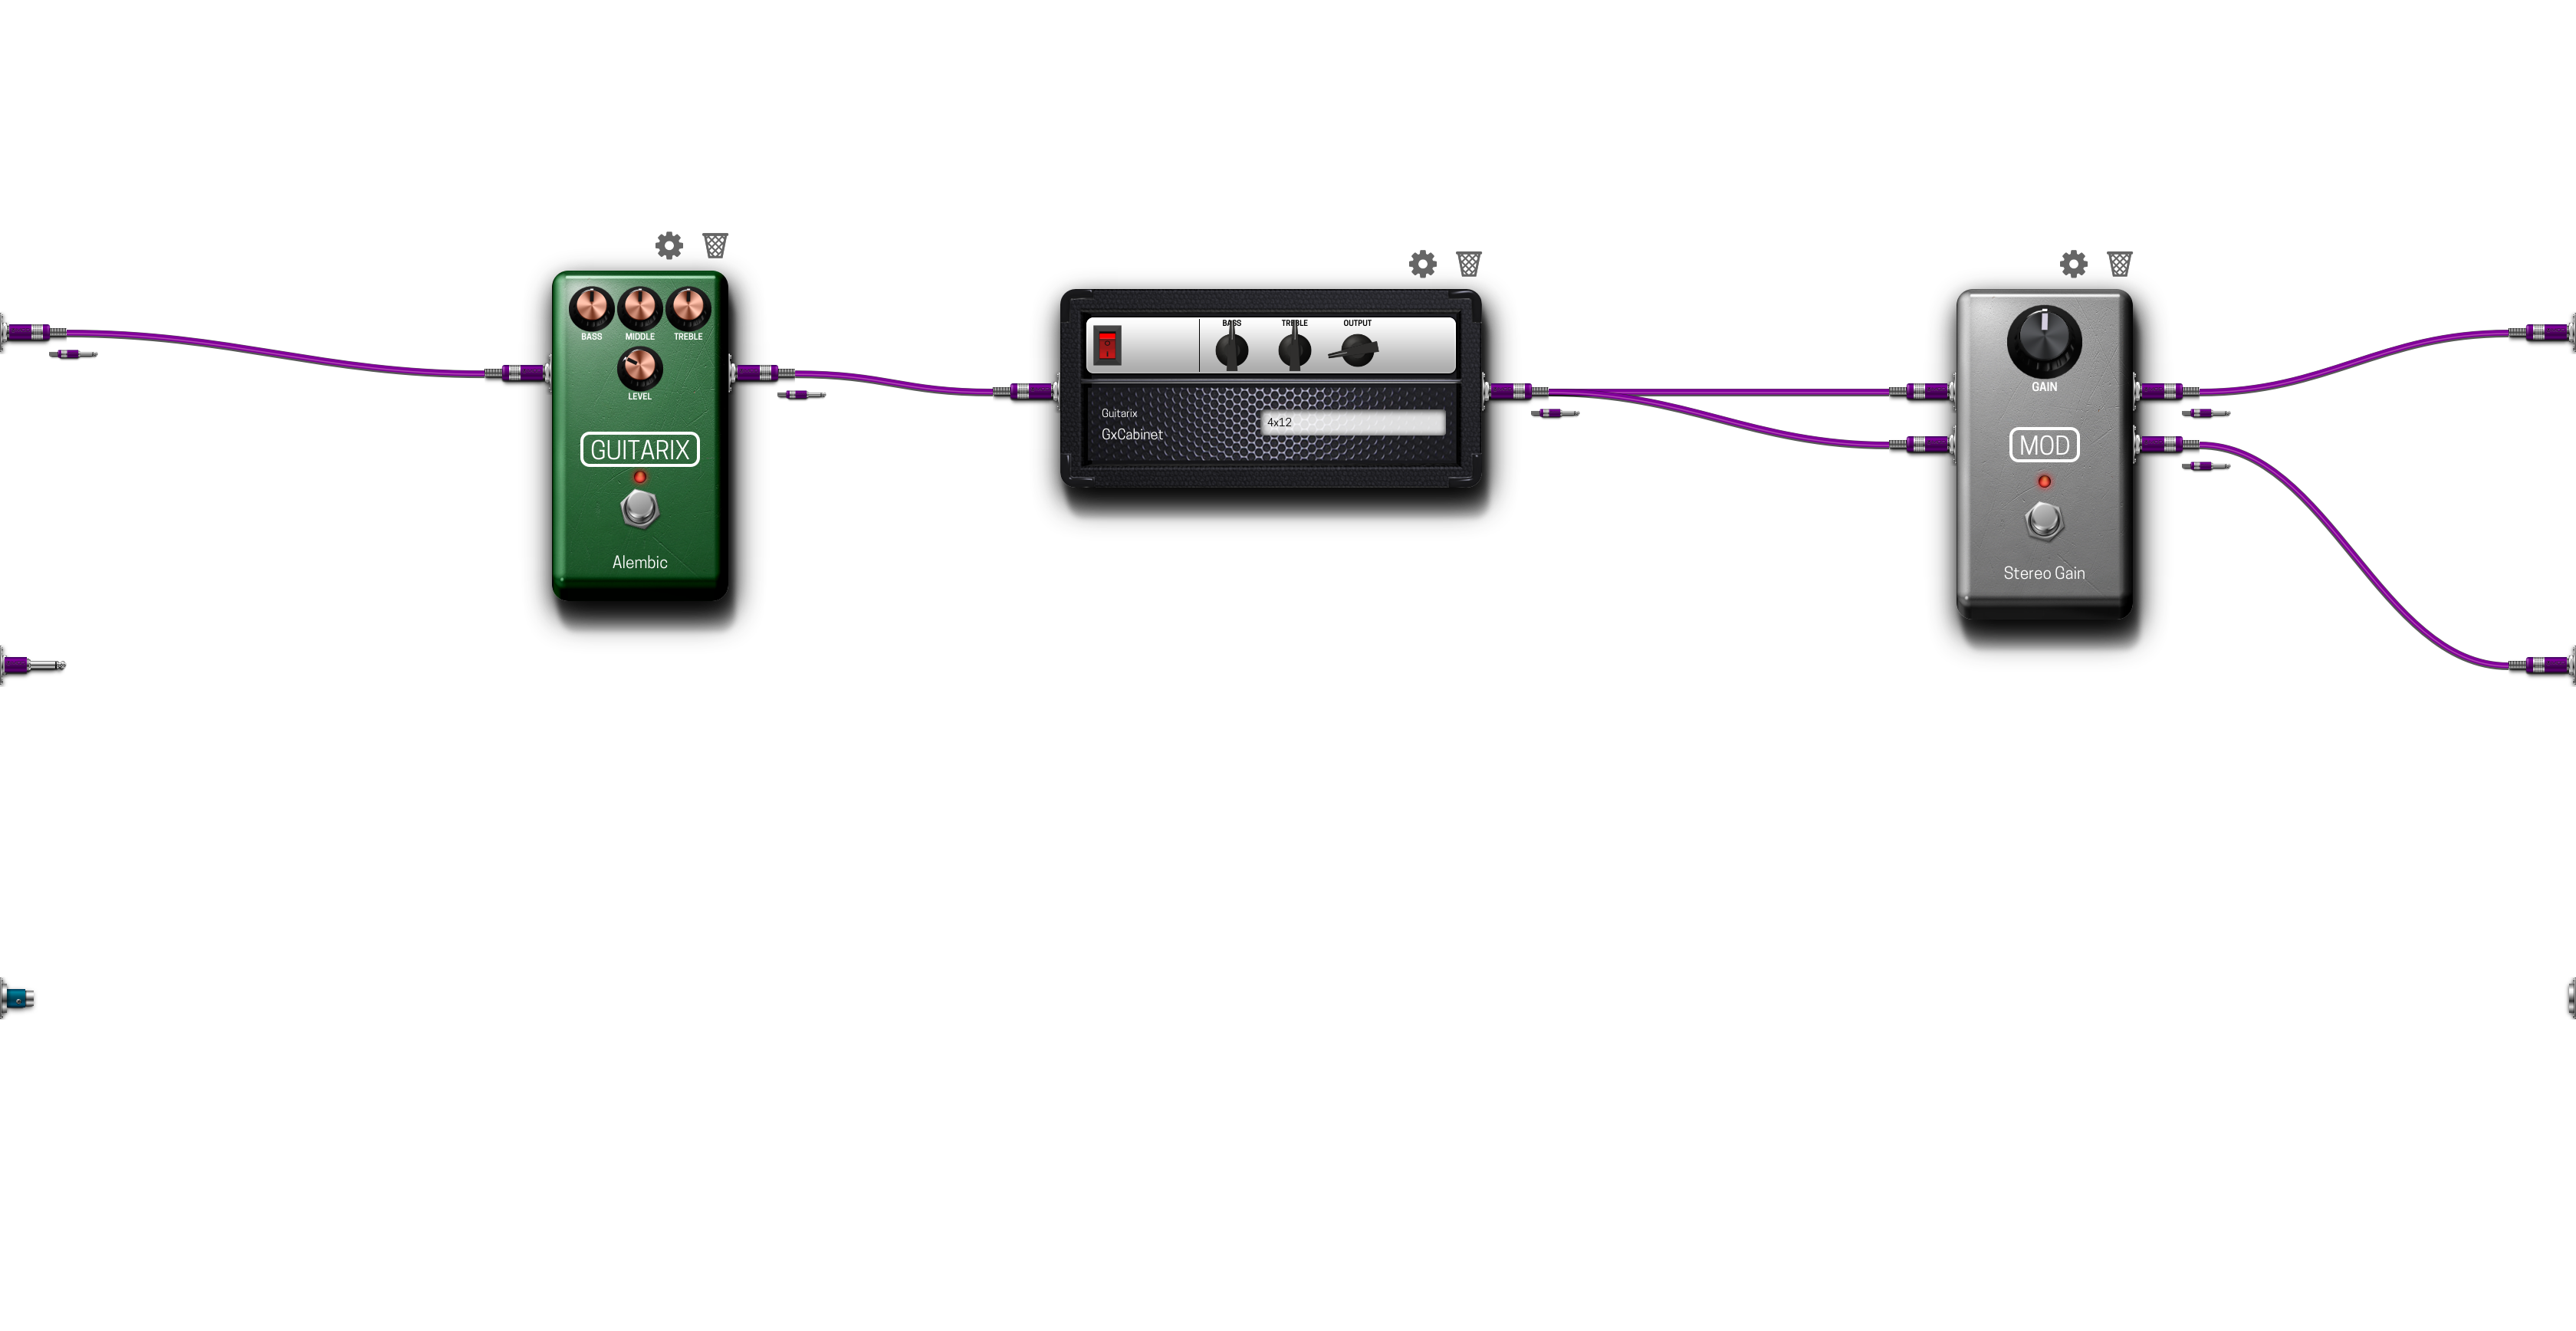 BASS MIDDLE TREBLE
LEVEL
GUITARIX
Alembic
BASS TREBLE OUTPUT
Guitarix
GxCabinet
4x12
GAIN
MOD
Stereo Gain